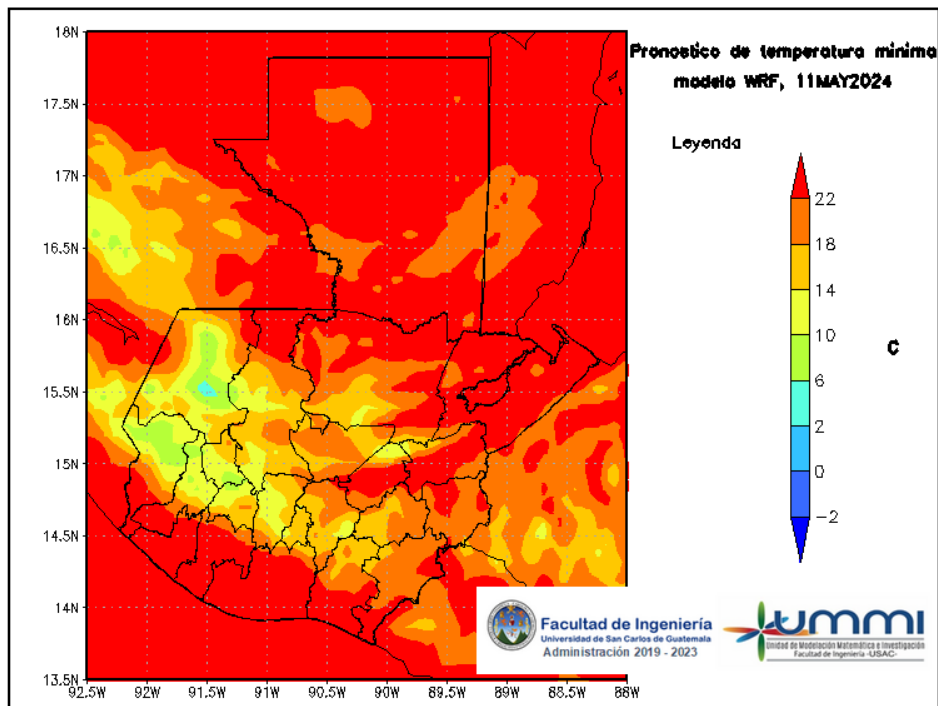 Pronostico de temperatura minima
modelo WRF, 11MAY2024
Leyenda
18N
17.5N
17N
16.5N
16N
15.5N
15N
14.5N
14N
13.5N
92.5W
92W
91.5W
91W
90.5W
90W
89.5W
89W
88.5W
88W
22
18
14
10
6
2
0
-2
C
Facultad de Ingeniería
Universidad de San Carlos de Guatemala
Administración 2019 - 2023
ummi
Unidad de Modelación Matemática e Investigación
Facultad de Ingeniería -USAC-